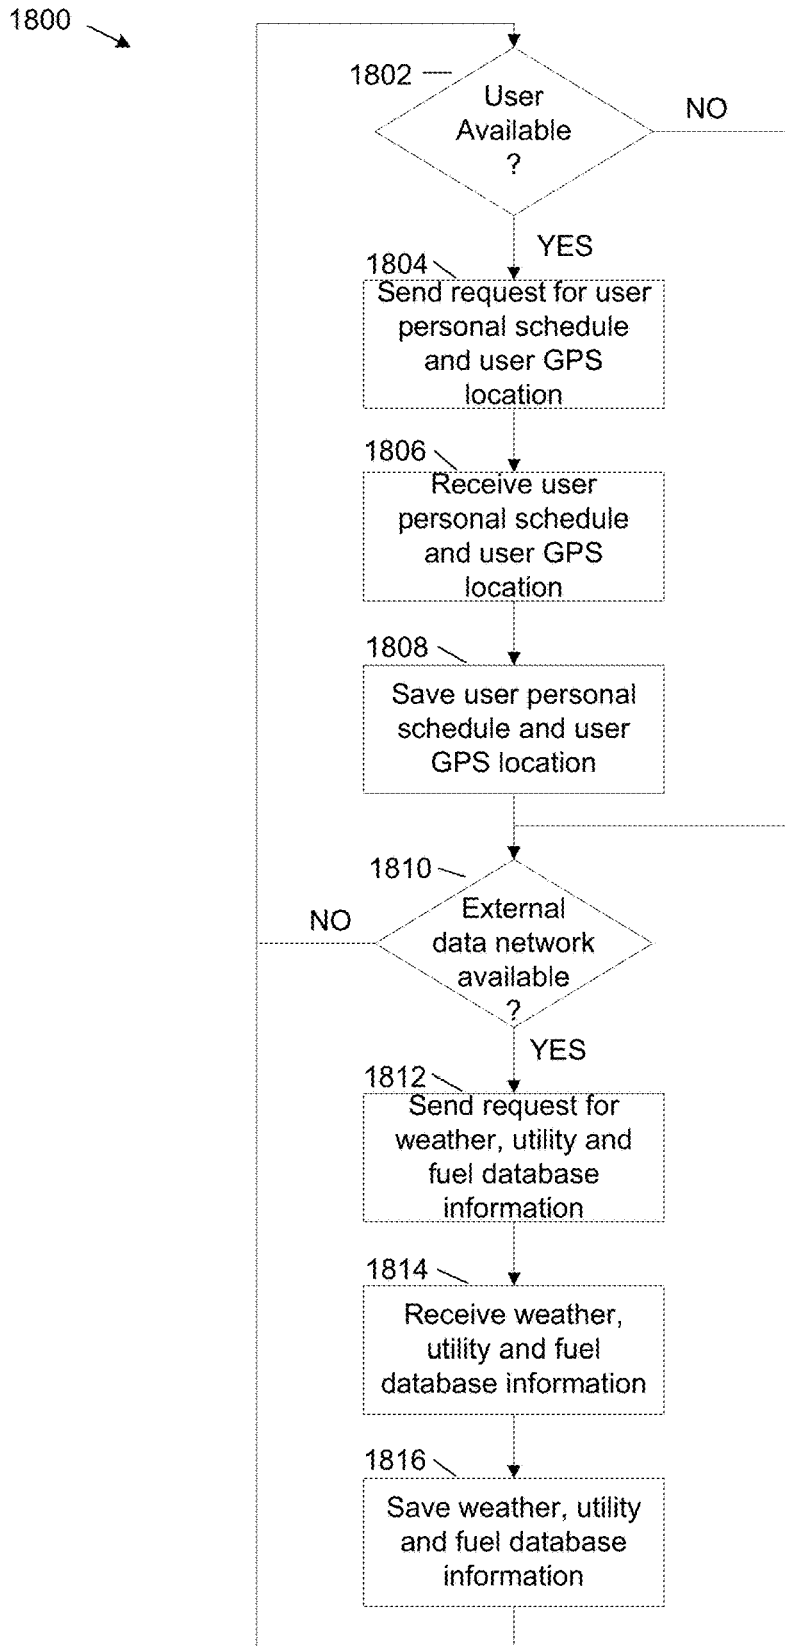 1800
1802
User
Available
?
NO
YES
1804
Send request for user
personal schedule
and user GPS
location
1806
Receive user
personal schedule
and user GPS
location
1808
Save user personal
schedule and user
GPS location
1810
External
data network
available
?
NO
YES
1812
Send request for
weather, utility and
fuel database
information
1814
Receive weather,
utility and fuel
database information
1816
Save weather, utility
and fuel database
information